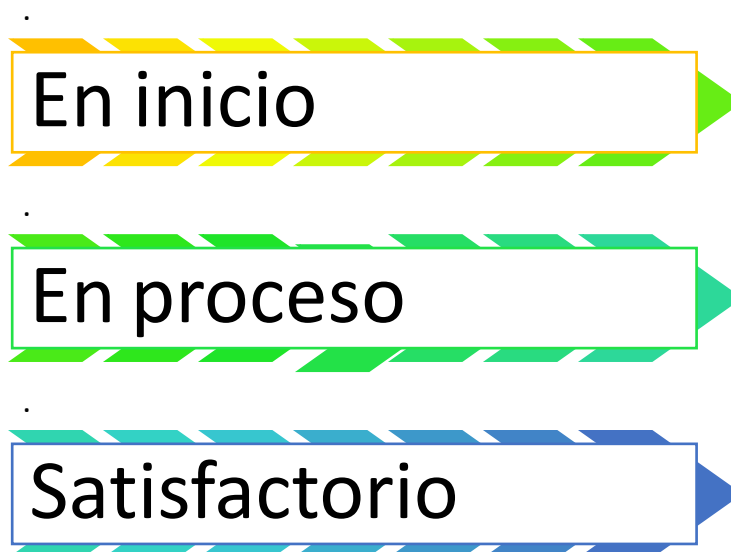 .
En inicio
.
En proceso
.
Satisfactorio